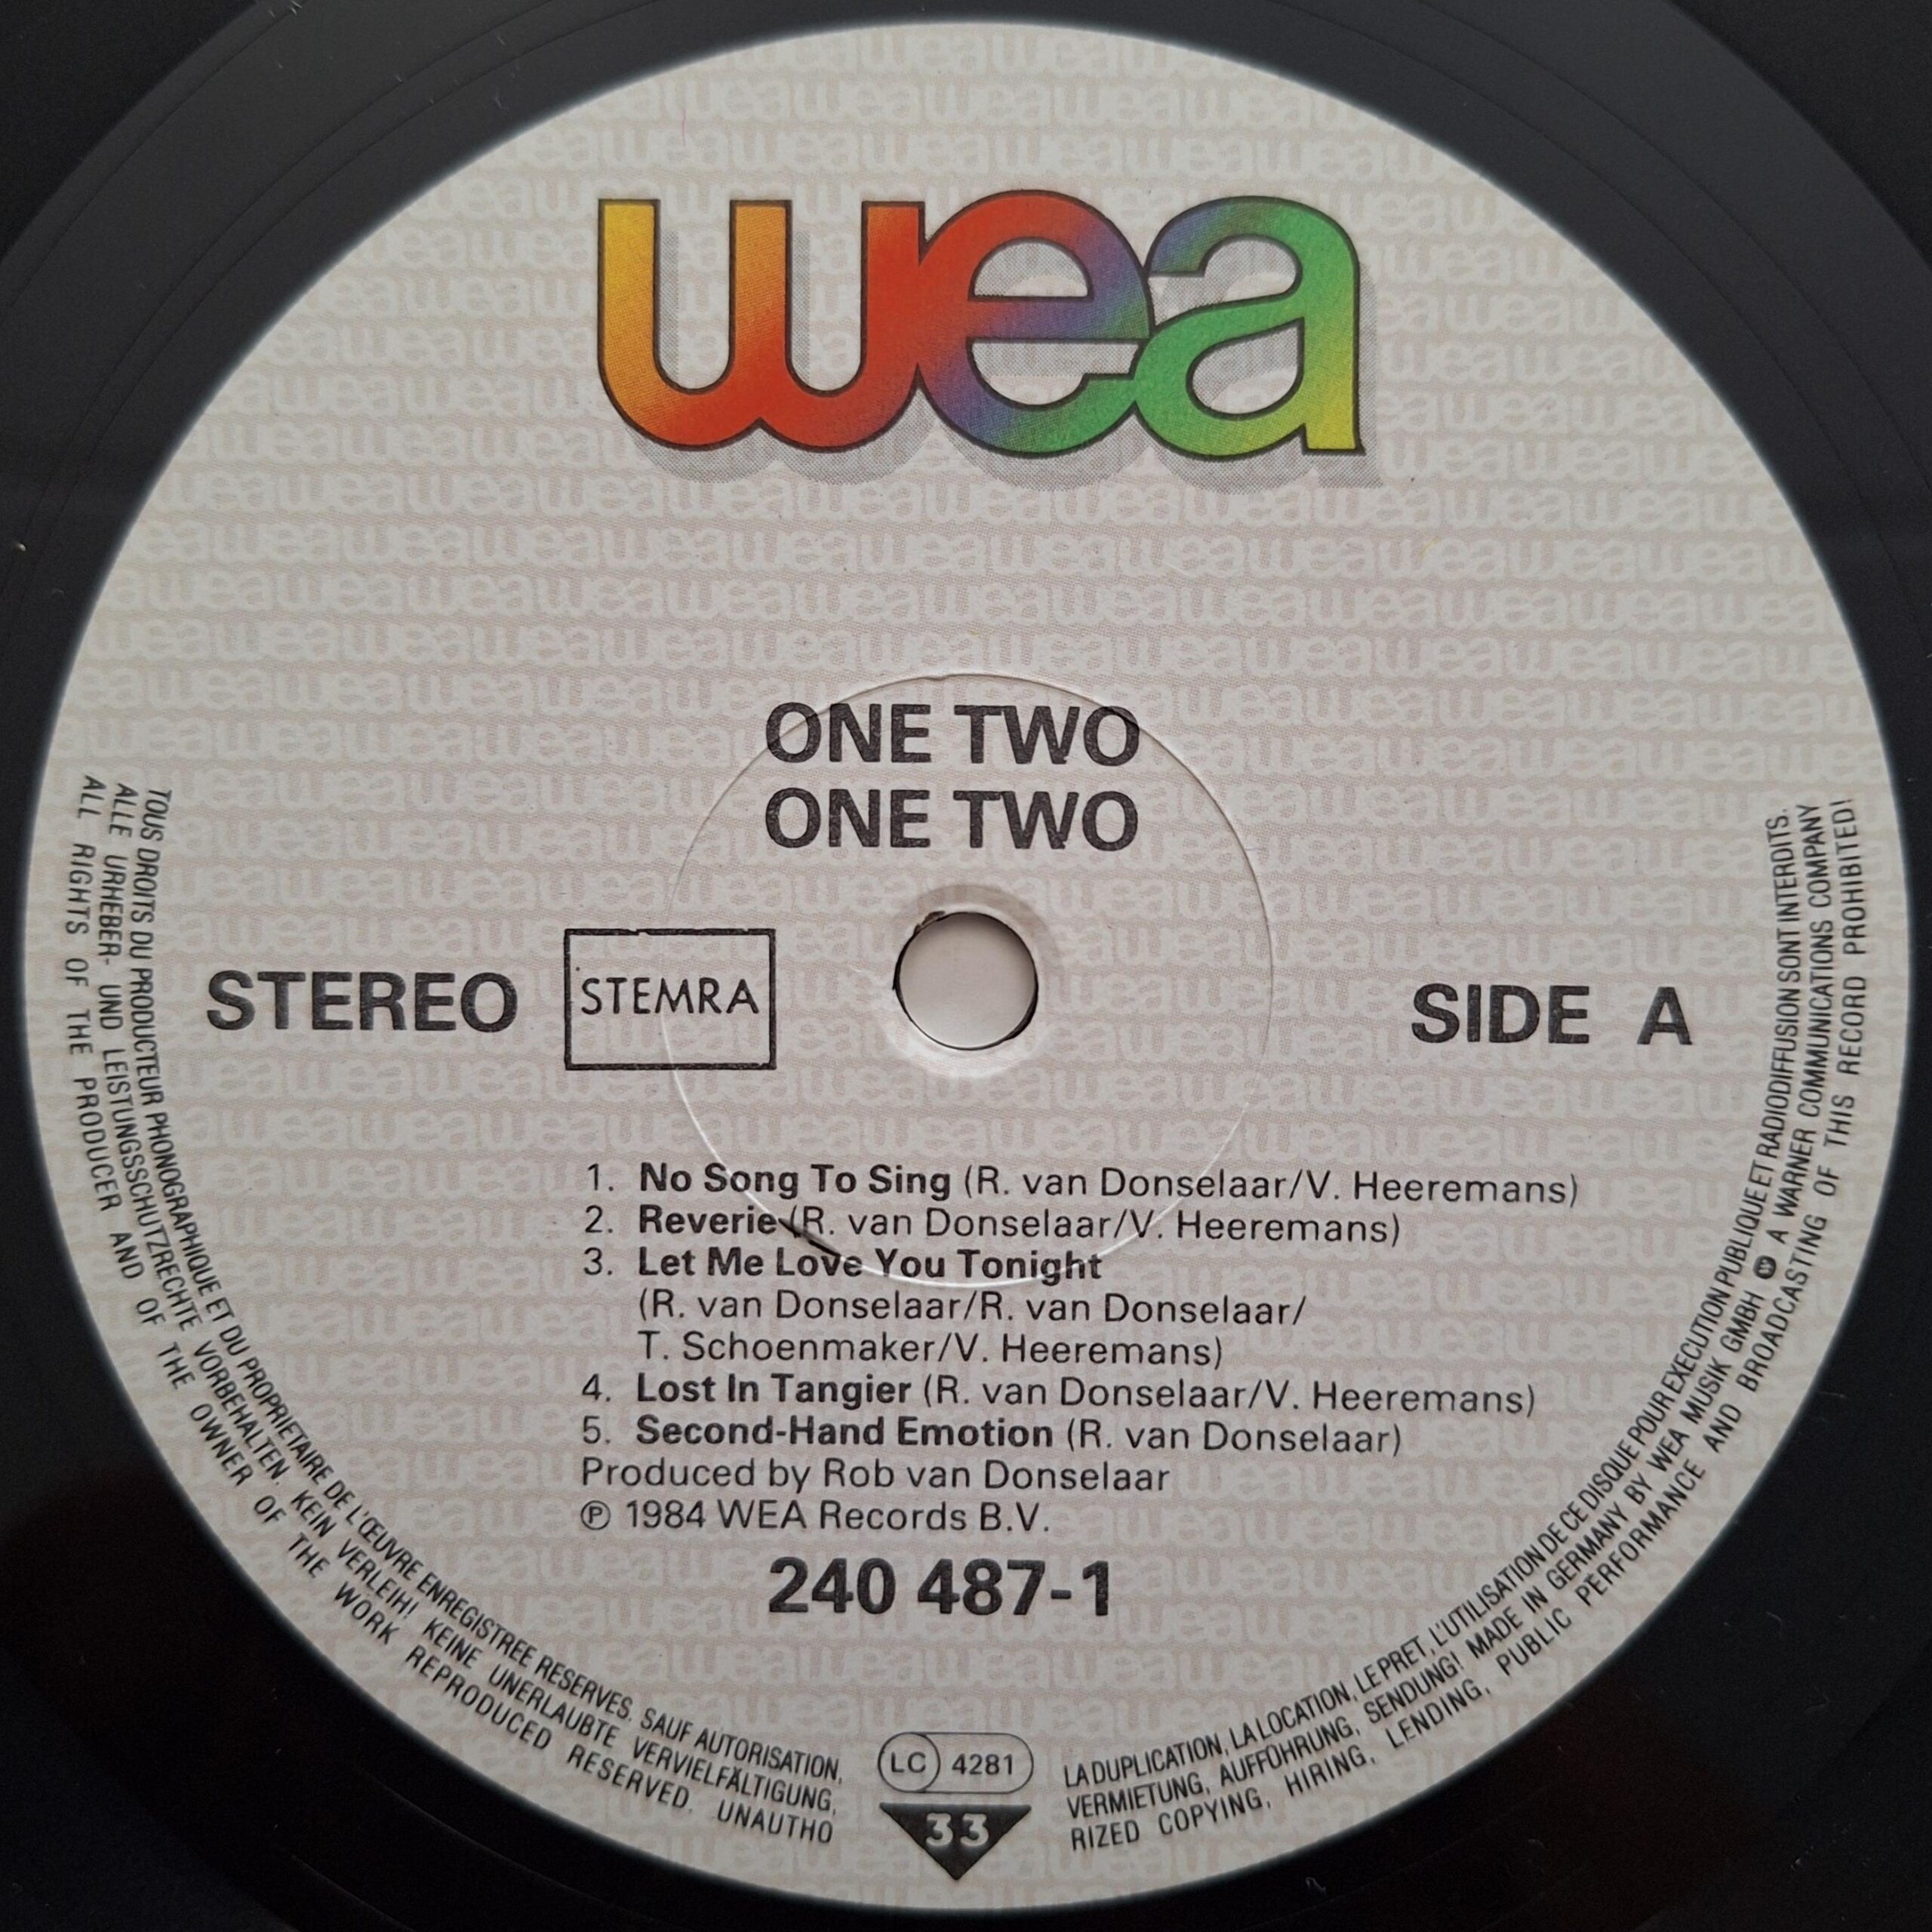 wea
ONE TWO
ONE TWO
STEREO
STEMRA
SIDE A
1. No Song To Sing (R. van Donselaar/V. Heeremans)
2. Reverie (R. van Donselaar/V. Heeremans)
3. Let Me Love You Tonight
(R. van Donselaar/R. van Donselaar/
T. Schoenmaker/V. Heeremans)
4. Lost In Tangier (R. van Donselaar/V. Heeremans)
5. Second-Hand Emotion (R. van Donselaar)
Produced by Rob van Donselaar
Ⓟ 1984 WEA Records B.V.
240 487-1
TOUS DROITS DU PRODUCTEUR PHONOGRAPHIQUE ET DU PROPRIETAIRE DE L'ŒUVRE ENREGISTREE RESERVES. SAUF AUTORISATION,
ALLE URHEBER- UND LEISTUNGSSCHUTZRECHTE VORBEHALTEN. KEIN VERLEIH! KEINE UNERLAUBTE VERVIELFÄLTIGUNG,
ALL RIGHTS OF THE PRODUCER AND OF THE OWNER OF THE WORK REPRODUCED RESERVED. UNAUTHO
LC 4281
33
LA DUPLICATION, LA LOCATION, LE PRET, L'UTILISATION DE CE DISQUE POUR EXECUTION PUBLIQUE ET RADIODIFFUSION SONT INTERDITS.
VERMIETUNG, AUFFÜHRUNG, SENDUNG! MADE IN GERMANY BY WEA MUSIK GMBH A WARNER COMMUNICATIONS COMPANY
RIZED COPYING, HIRING, LENDING, PUBLIC PERFORMANCE AND BROADCASTING OF THIS RECORD PROHIBITED!